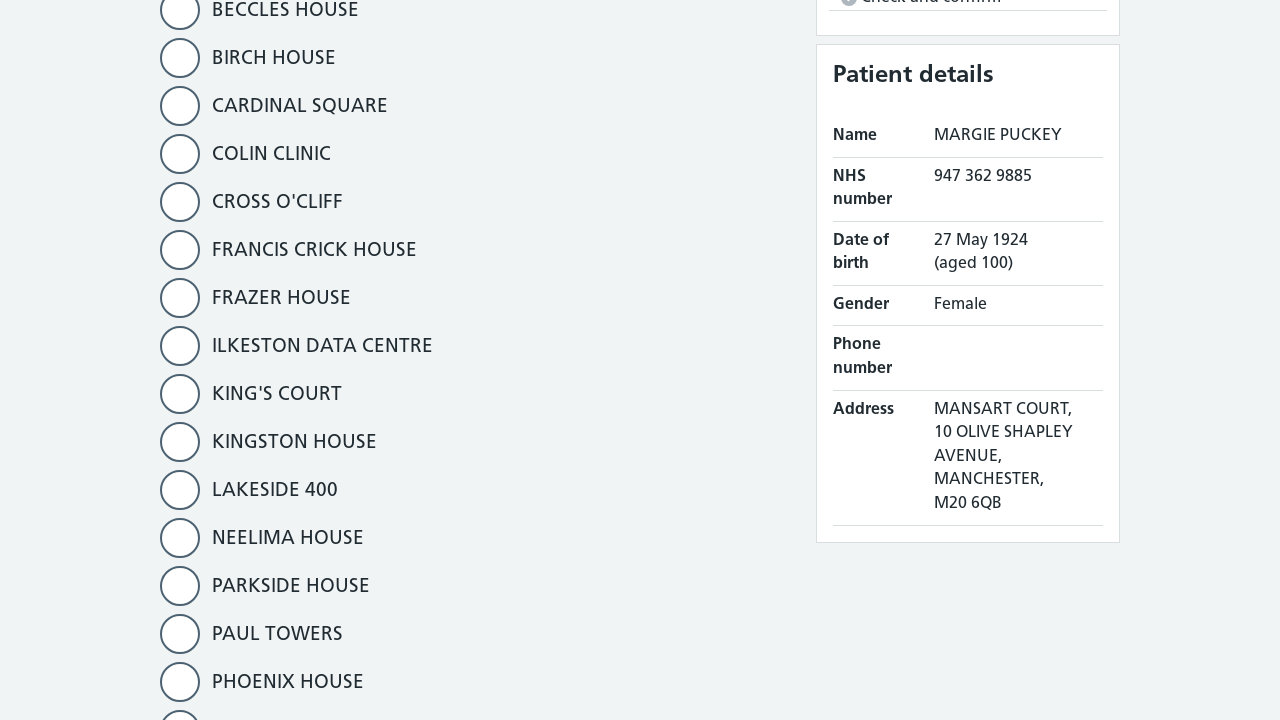 BECCLES HOUSE
BIRCH HOUSE
CARDINAL SQUARE
COLIN CLINIC
CROSS O'CLIFF
FRANCIS CRICK HOUSE
FRAZER HOUSE
ILKESTON DATA CENTRE
KING'S COURT
KINGSTON HOUSE
LAKESIDE 400
NEELIMA HOUSE
PARKSIDE HOUSE
PAUL TOWERS
PHOENIX HOUSE
Check and confirm
Patient details
Name MARGIE PUCKEY
NHS number 947 362 9885
Date of birth 27 May 1924
(aged 100)
Gender Female
Phone number
Address MANSART COURT,
10 OLIVE SHAPLEY
AVENUE,
MANCHESTER,
M20 6QB